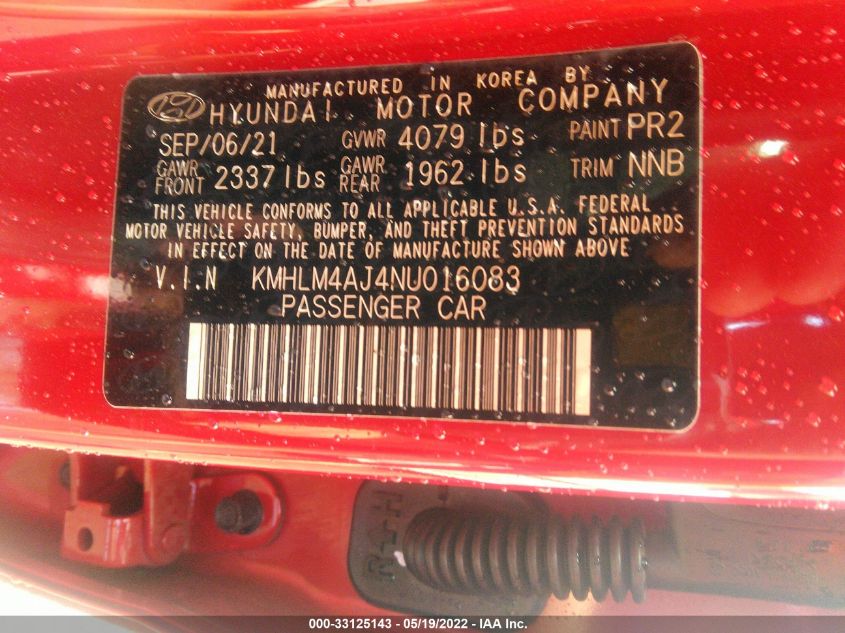 MANUFACTURED IN KOREA BY
HYUNDAI MOTOR COMPANY
SEP/06/21 GVWR 4079 lbs PAINT PR2
GAWR FRONT 2337 lbs GAWR REAR 1962 lbs TRIM NNB
THIS VEHICLE CONFORMS TO ALL APPLICABLE U.S.A. FEDERAL
MOTOR VEHICLE SAFETY, BUMPER, AND THEFT PREVENTION STANDARDS
IN EFFECT ON THE DATE OF MANUFACTURE SHOWN ABOVE
V.I.N KMHLM4AJ4NU016083
PASSENGER CAR
R H
000-33125143 - 05/19/2022 - IAA Inc.